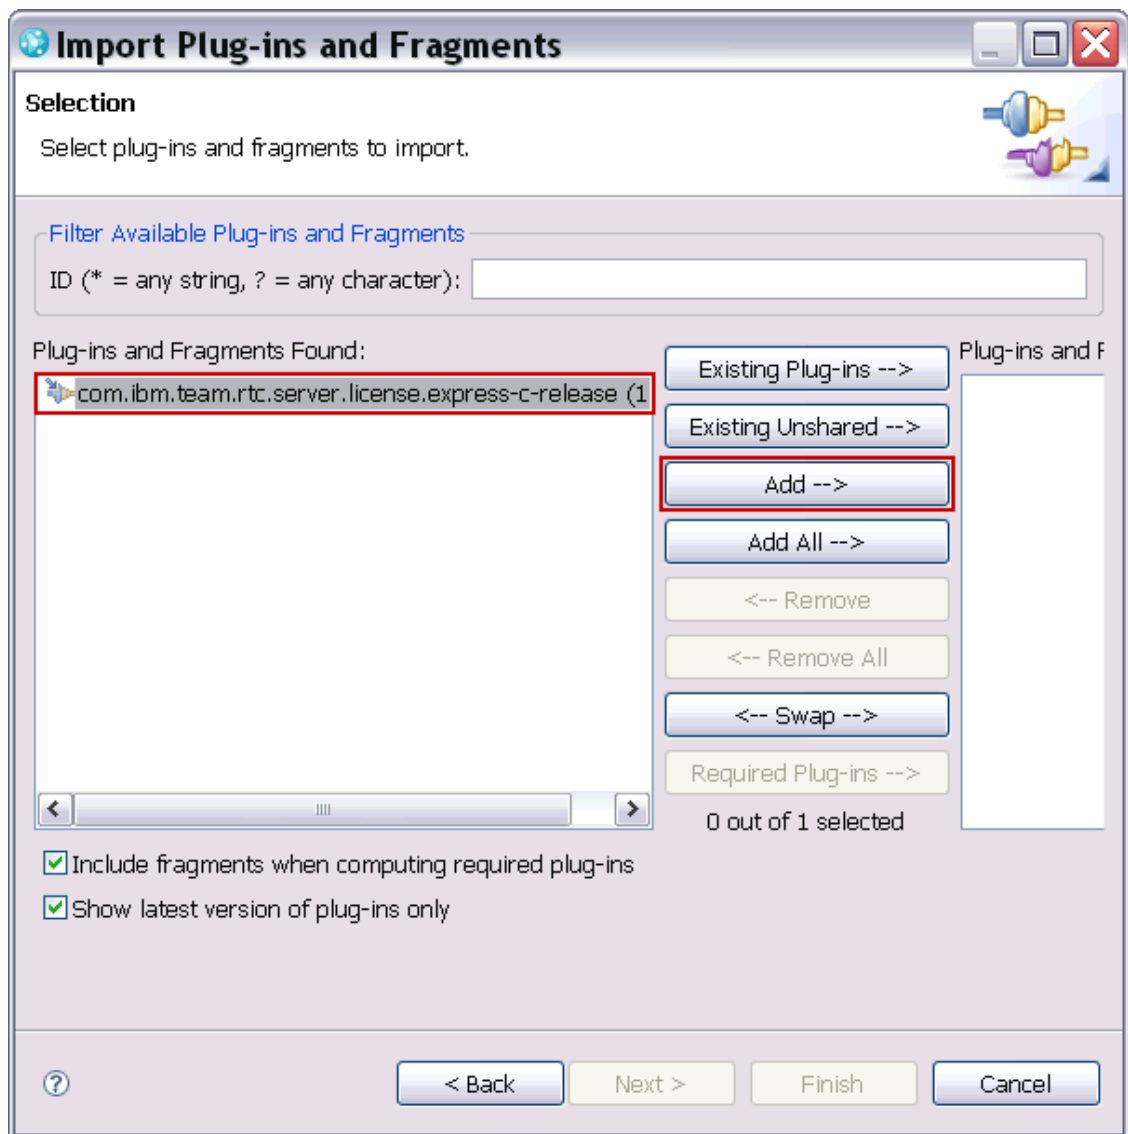 Import Plug-ins and Fragments
Selection
Select plug-ins and fragments to import.
Filter Available Plug-ins and Fragments
ID (* = any string, ? = any character):
Plug-ins and Fragments Found:
com.ibm.team.rtc.server.license.express-c-release (1
Existing Plug-ins -->
Existing Unshared -->
Add -->
Add All -->
<-- Remove
<-- Remove All
<-- Swap -->
Required Plug-ins -->
0 out of 1 selected
Plug-ins and F
Include fragments when computing required plug-ins
Show latest version of plug-ins only
?
< Back
Next >
Finish
Cancel